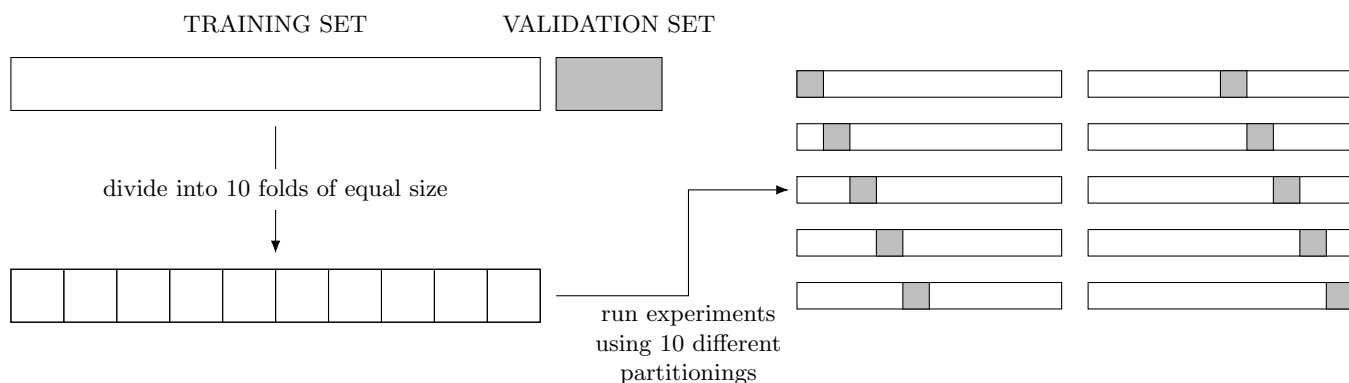 TRAINING SET
VALIDATION SET
divide into 10 folds of equal size
run experiments
using 10 different
partitionings